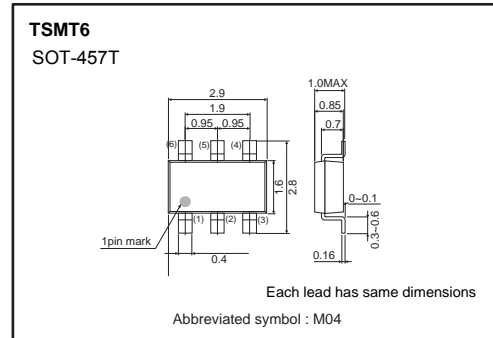 TSMT6
SOT-457T
2.9
1.9
0.95 0.95
(6) (5) (4)
1.6
2.8
(1) (2) (3)
1pin mark
0.4
1.0MAX
0.85
0.7
0~0.1
0.3~0.6
0.16
Each lead has same dimensions
Abbreviated symbol : M04